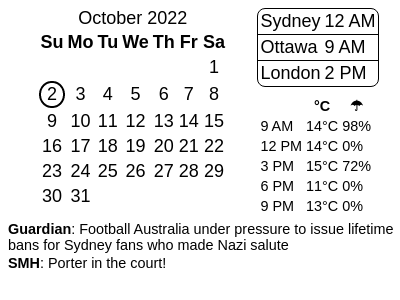 October 2022
Su Mo Tu We Th Fr Sa
1
2 3 4 5 6 7 8
9 10 11 12 13 14 15
16 17 18 19 20 21 22
23 24 25 26 27 28 29
30 31
Sydney 12 AM
Ottawa 9 AM
London 2 PM
°C ☂
9 AM 14°C 98%
12 PM 14°C 0%
3 PM 15°C 72%
6 PM 11°C 0%
9 PM 13°C 0%
Guardian: Football Australia under pressure to issue lifetime
bans for Sydney fans who made Nazi salute
SMH: Porter in the court!